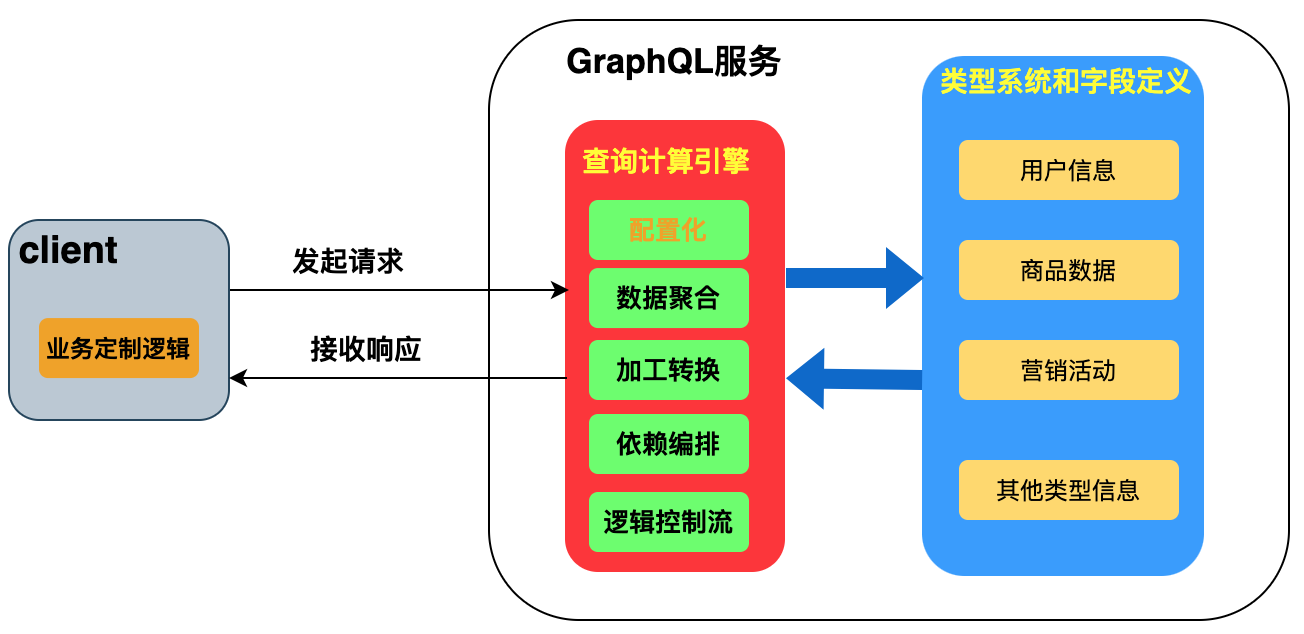 client
业务定制逻辑
发起请求
接收响应
GraphQL服务
查询计算引擎
配置化
数据聚合
加工转换
依赖编排
逻辑控制流
类型系统和字段定义
用户信息
商品数据
营销活动
其他类型信息